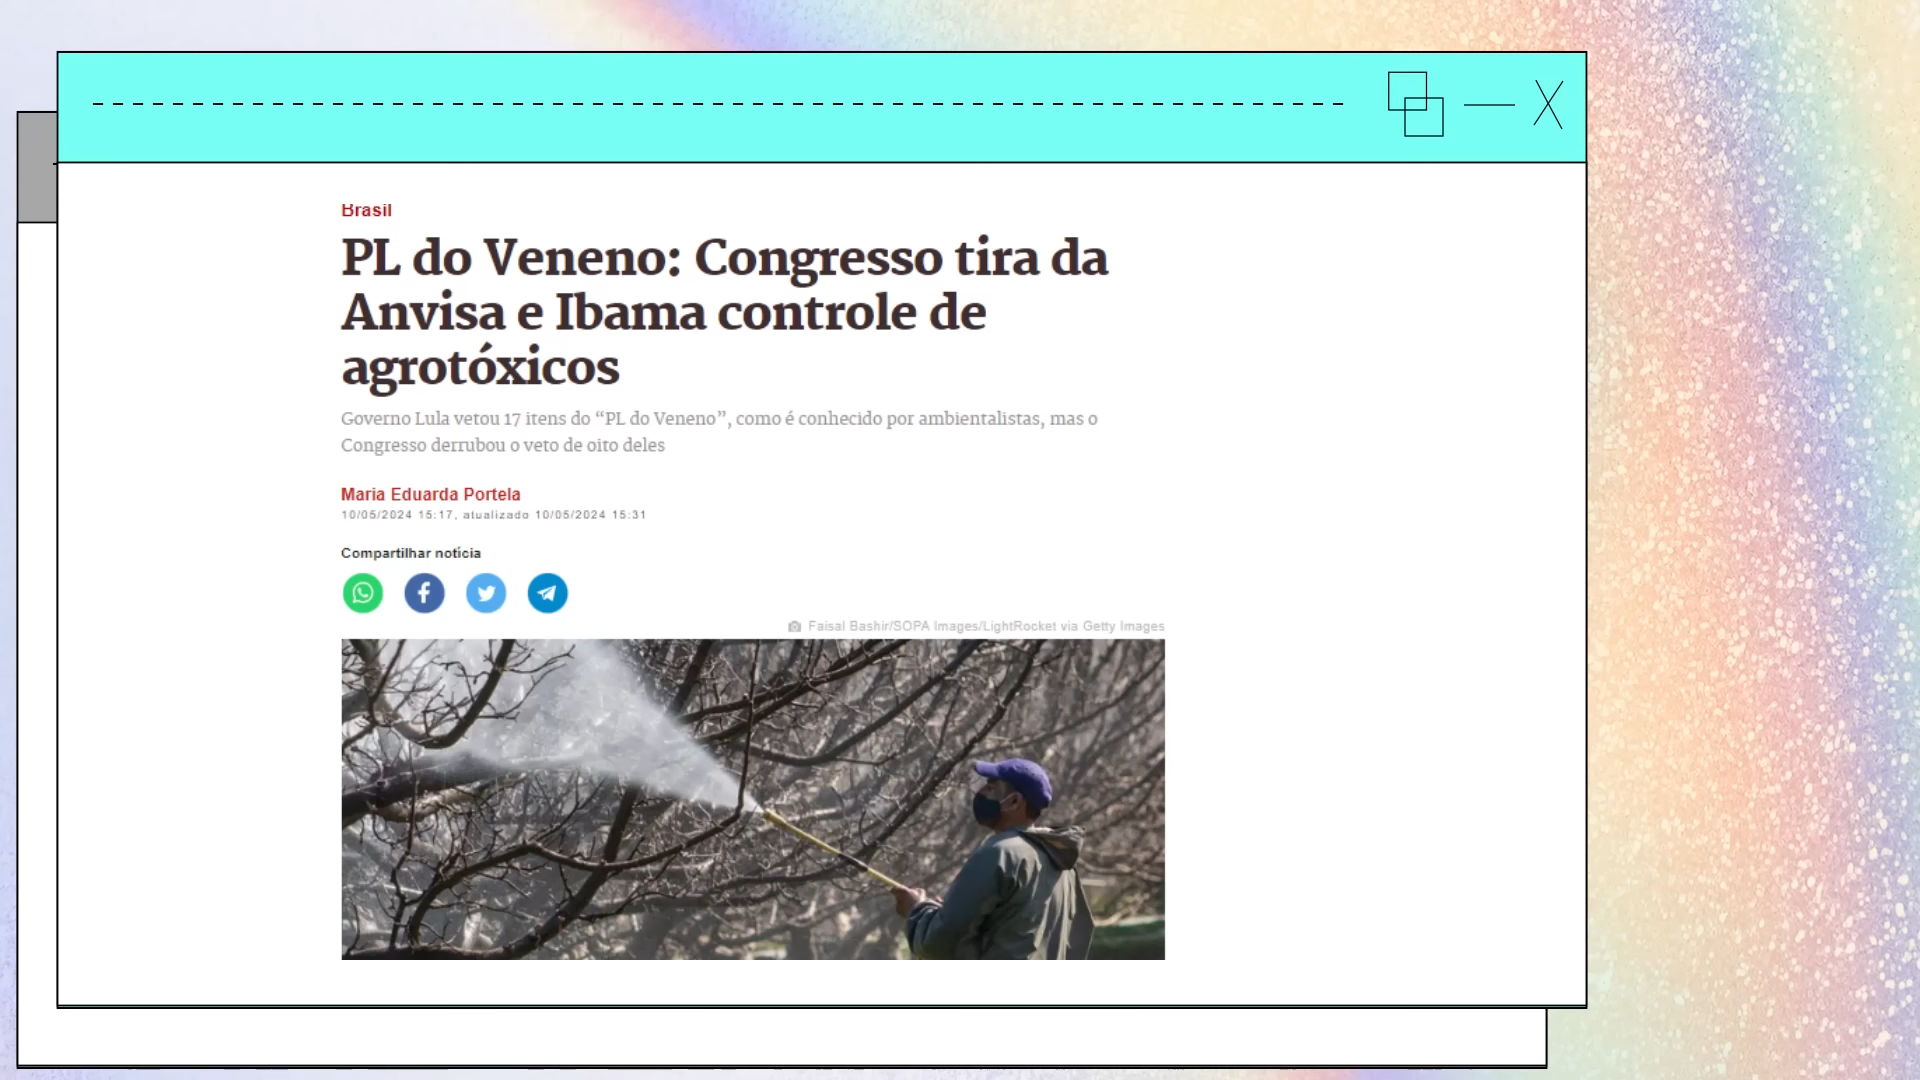 Brasil
PL do Veneno: Congresso tira da
Anvisa e Ibama controle de
agrotóxicos
Governo Lula vetou 17 itens do “PL do Veneno”, como é conhecido por ambientalistas, mas o
Congresso derrubou o veto de oito deles
Maria Eduarda Portela
10/05/2024 15:17, atualizado 10/05/2024 15:31
Compartilhar notícia
Faisal Bashir/SOPA Images/LightRocket via Getty Images